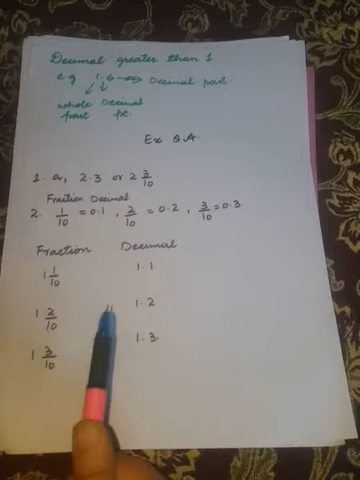 Decimal greater than 1
e.g 1.6 → Decimal part.
whole Decimal
part pt.
Ex 8A.
1. a, 2.3 or 2 3/10
Fraction Decimal
2. 1/10 = 0.1, 2/10 = 0.2, 3/10 = 0.3
Fraction Decimal
1 1/10 1.1
1 2/10 1.2
1 3/10 1.3.